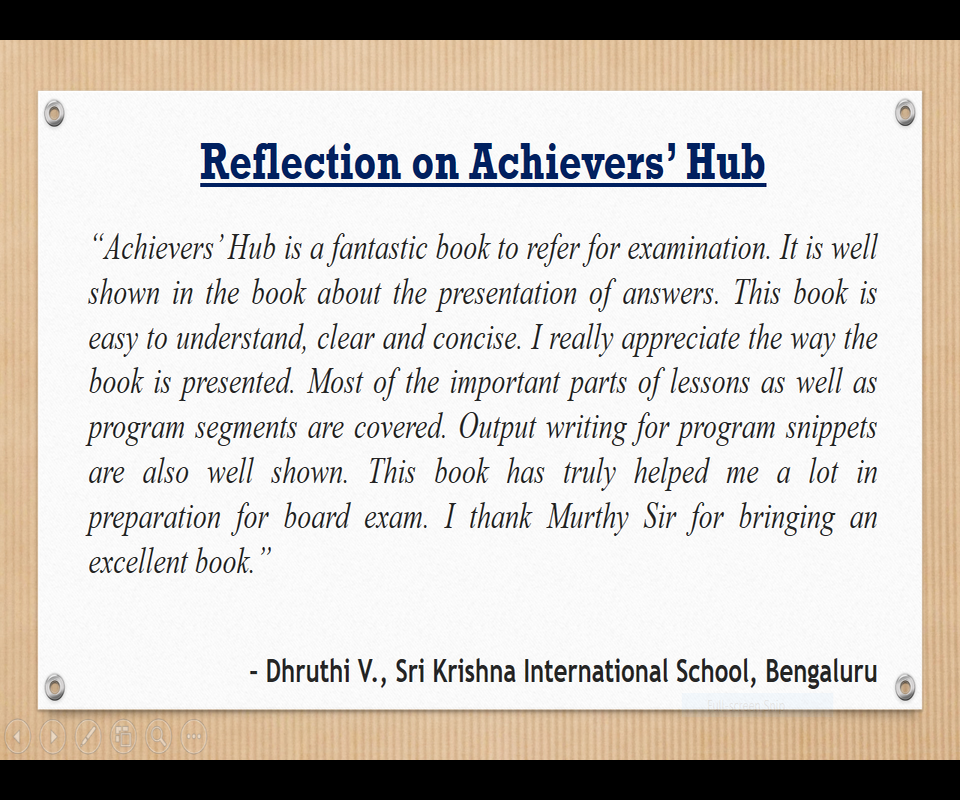 Reflection on Achievers’ Hub
“Achievers’ Hub is a fantastic book to refer for examination. It is well
shown in the book about the presentation of answers. This book is
easy to understand, clear and concise. I really appreciate the way the
book is presented. Most of the important parts of lessons as well as
program segments are covered. Output writing for program snippets
are also well shown. This book has truly helped me a lot in
preparation for board exam. I thank Murthy Sir for bringing an
excellent book.”
- Dhruthi V., Sri Krishna International School, Bengaluru
Full-screen Snip